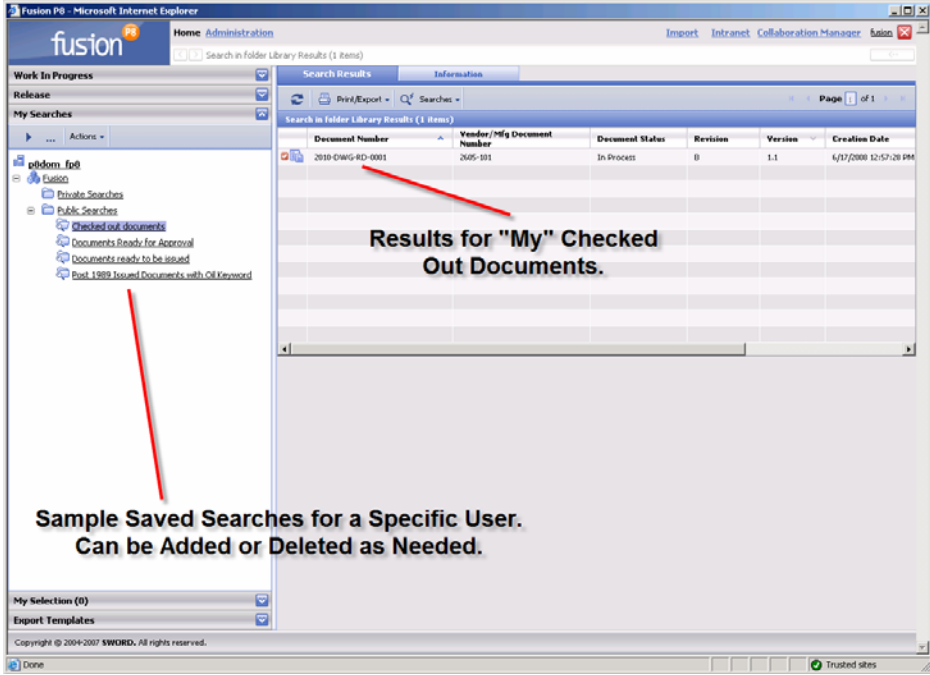 Fusion P8 - Microsoft Internet Explorer
fusion P8
Home Administration
Import Intranet Collaboration Manager fusion
Search in folder Library Results (1 items)
Work In Progress
Search Results Information
Release
Print/Export Searches
Page 1 of 1
My Searches
Search in folder Library Results (1 items)
... Actions
Document Number Vendor/Mfg Document Number Document Status Revision Version Creation Date
2010-DWG-RD-0001 2605-101 In Process 1.1 6/17/2008 12:57:28 PM
p8dom_fp8
Fusion
Private Searches
Public Searches
Checked out documents
Documents Ready for Approval
Documents ready to be issued
Post 1989 Issued Documents with Oil Keyword
Results for "My" Checked
Out Documents.
Sample Saved Searches for a Specific User.
Can be Added or Deleted as Needed.
My Selection (0)
Export Templates
Copyright © 2004-2007 SWORD. All rights reserved.
Done
Trusted sites